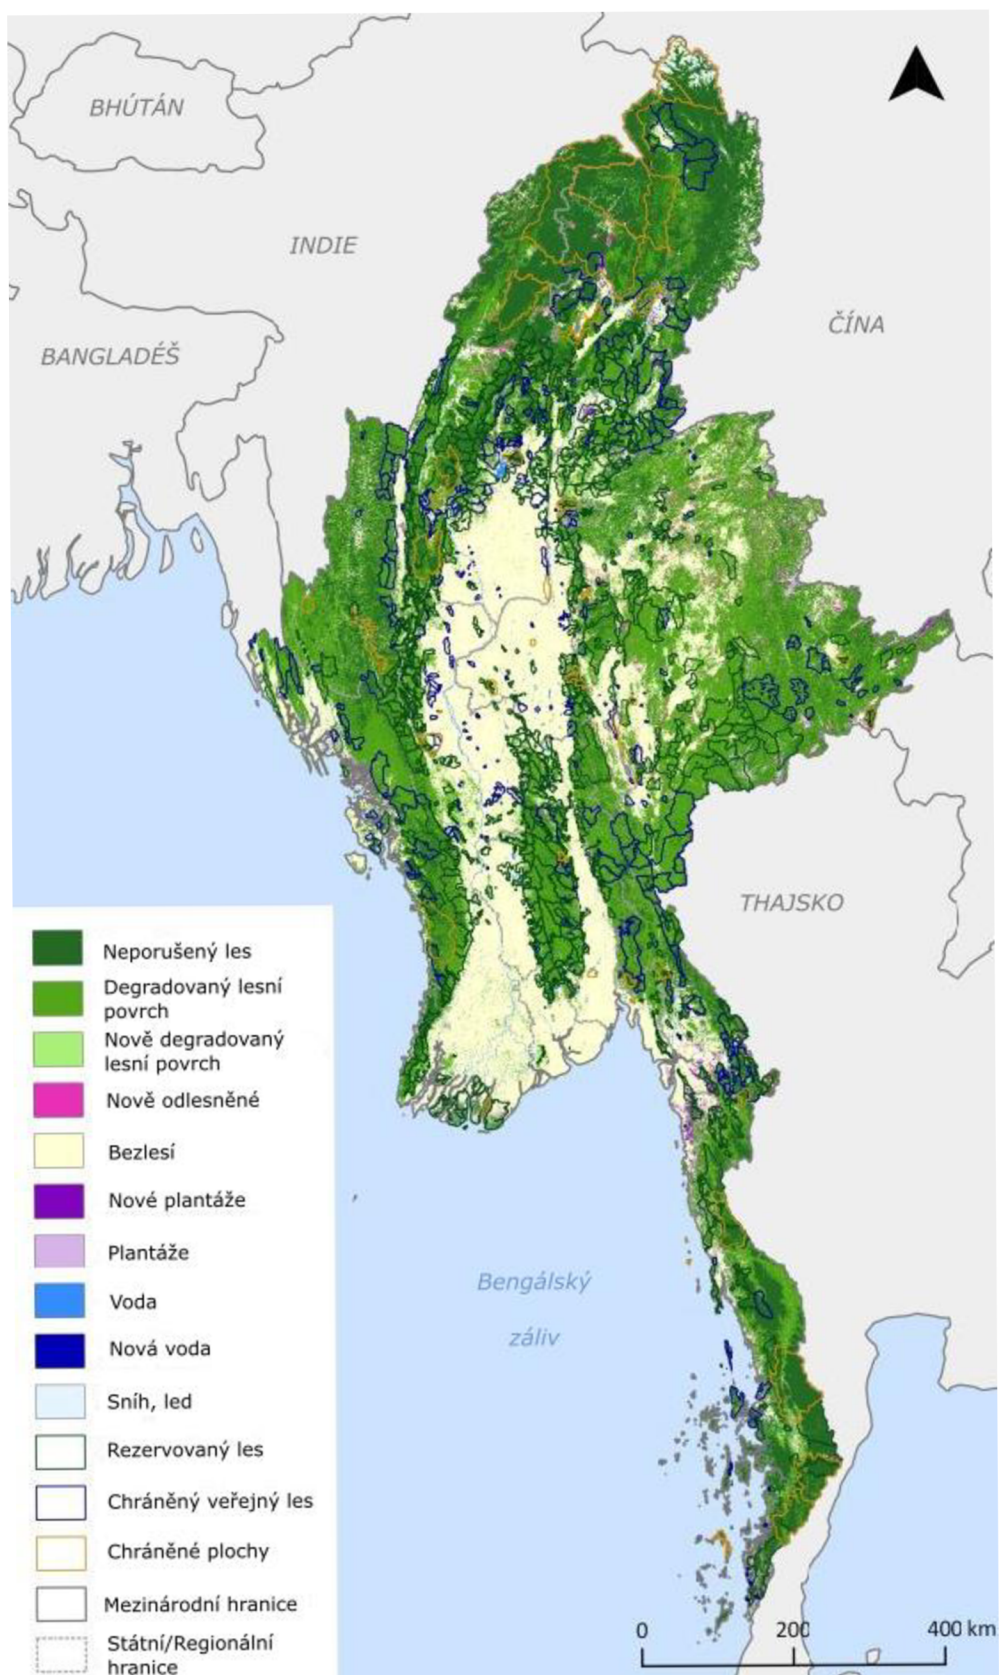 BHÚTÁN
INDIE
ČÍNA
BANGLADÉŠ
THAJSKO
Neporušený les
Degradovaný lesní
povrch
Nově degradovaný
lesní povrch
Nově odlesněné
Bezlesí
Nové plantáže
Plantáže
Voda
Nová voda
Sníh, led
Rezervovaný les
Chráněný veřejný les
Chráněné plochy
Mezinárodní hranice
Státní/Regionální
hranice
Bengálský
záliv
0 200 400 km